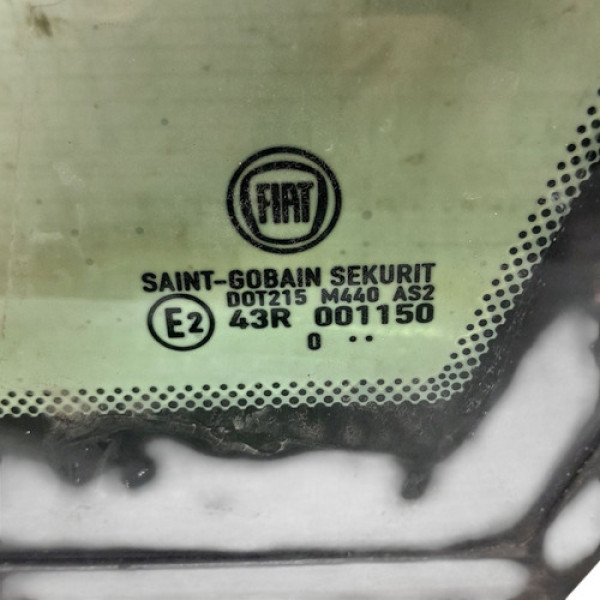 FIAT
SAINT-GOBAIN SEKURIT
DOT215 M440 AS2
E2 43R 001150
0 ..